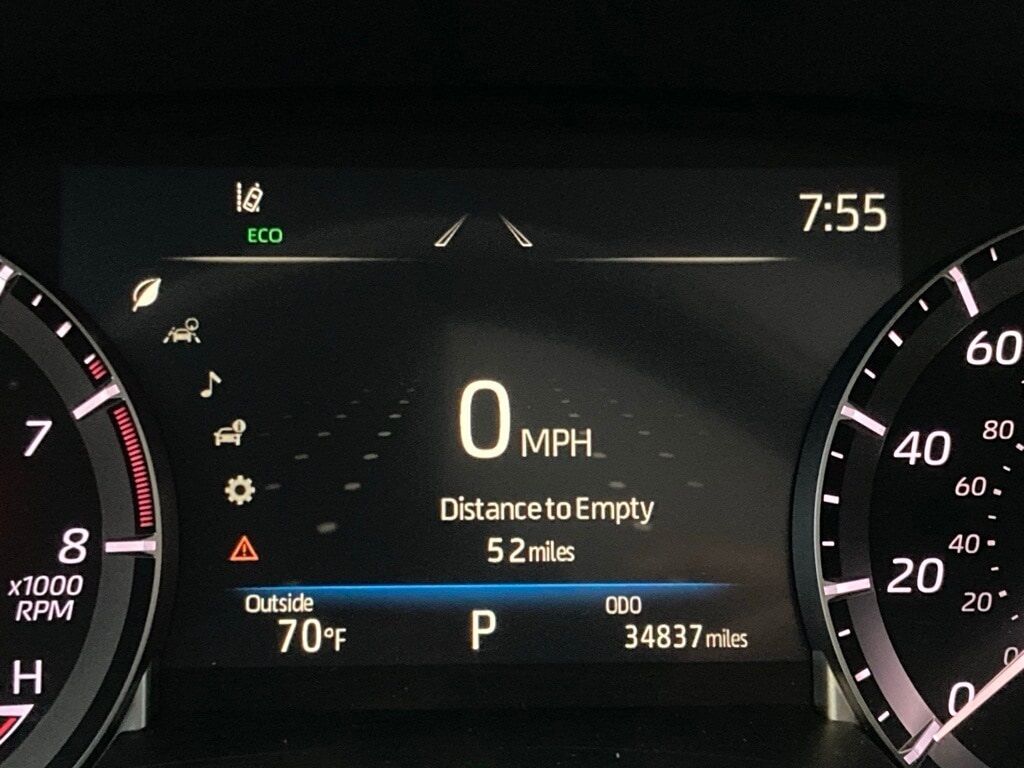 7:55
ECO
0 MPH
Distance to Empty
52 miles
Outside
70°F
P
ODO
34837 miles
7
8
x1000
RPM
H
60
40
20
0
80
60
40
20
0